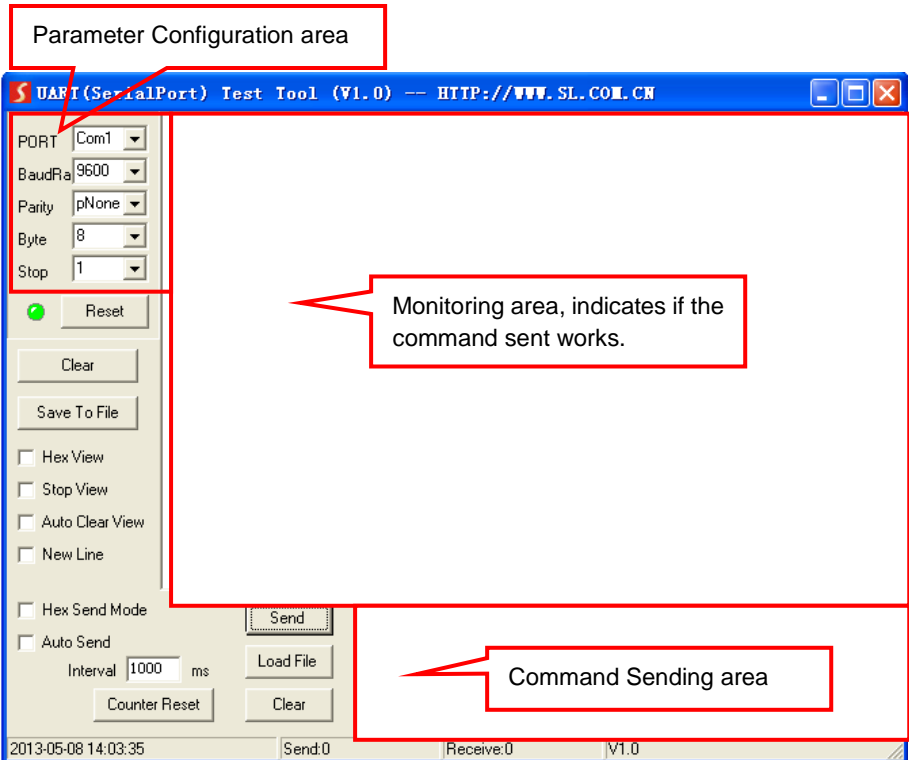 Parameter Configuration area
UART(SerialPort) Test Tool (V1.0) -- HTTP://WWW.SL.COM.CN
PORT Com1
BaudRa 9600
Parity pNone
Byte 8
Stop 1
Reset
Monitoring area, indicates if the
command sent works.
Clear
Save To File
Hex View
Stop View
Auto Clear View
New Line
Hex Send Mode
Send
Auto Send
Interval 1000 ms
Load File
Command Sending area
Counter Reset
Clear
2013-05-08 14:03:35 Send:0 Receive:0 V1.0